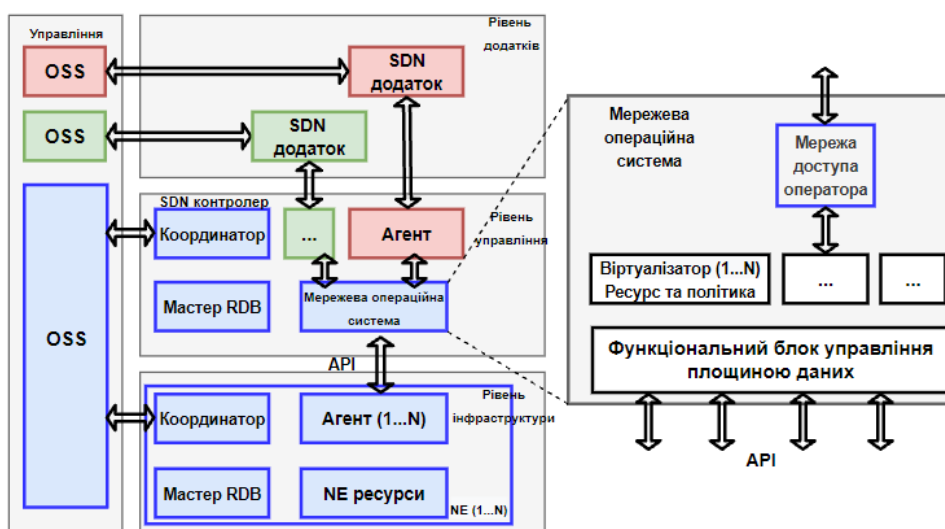 Управління
OSS
OSS
OSS
Рівень
додатків
SDN
додаток
SDN
додаток
SDN контролер
Координатор
...
Агент
Рівень
управління
Мастер RDB
Мережева операційна
система
API
Рівень
інфраструктури
Координатор
Агент (1...N)
Мастер RDB
NE ресурси
NE (1...N)
Мережева
операційна
система
Мережа
доступа
оператора
Віртуалізатор (1...N)
Ресурс та політика
...
...
Функціональний блок управління
площиною даних
API